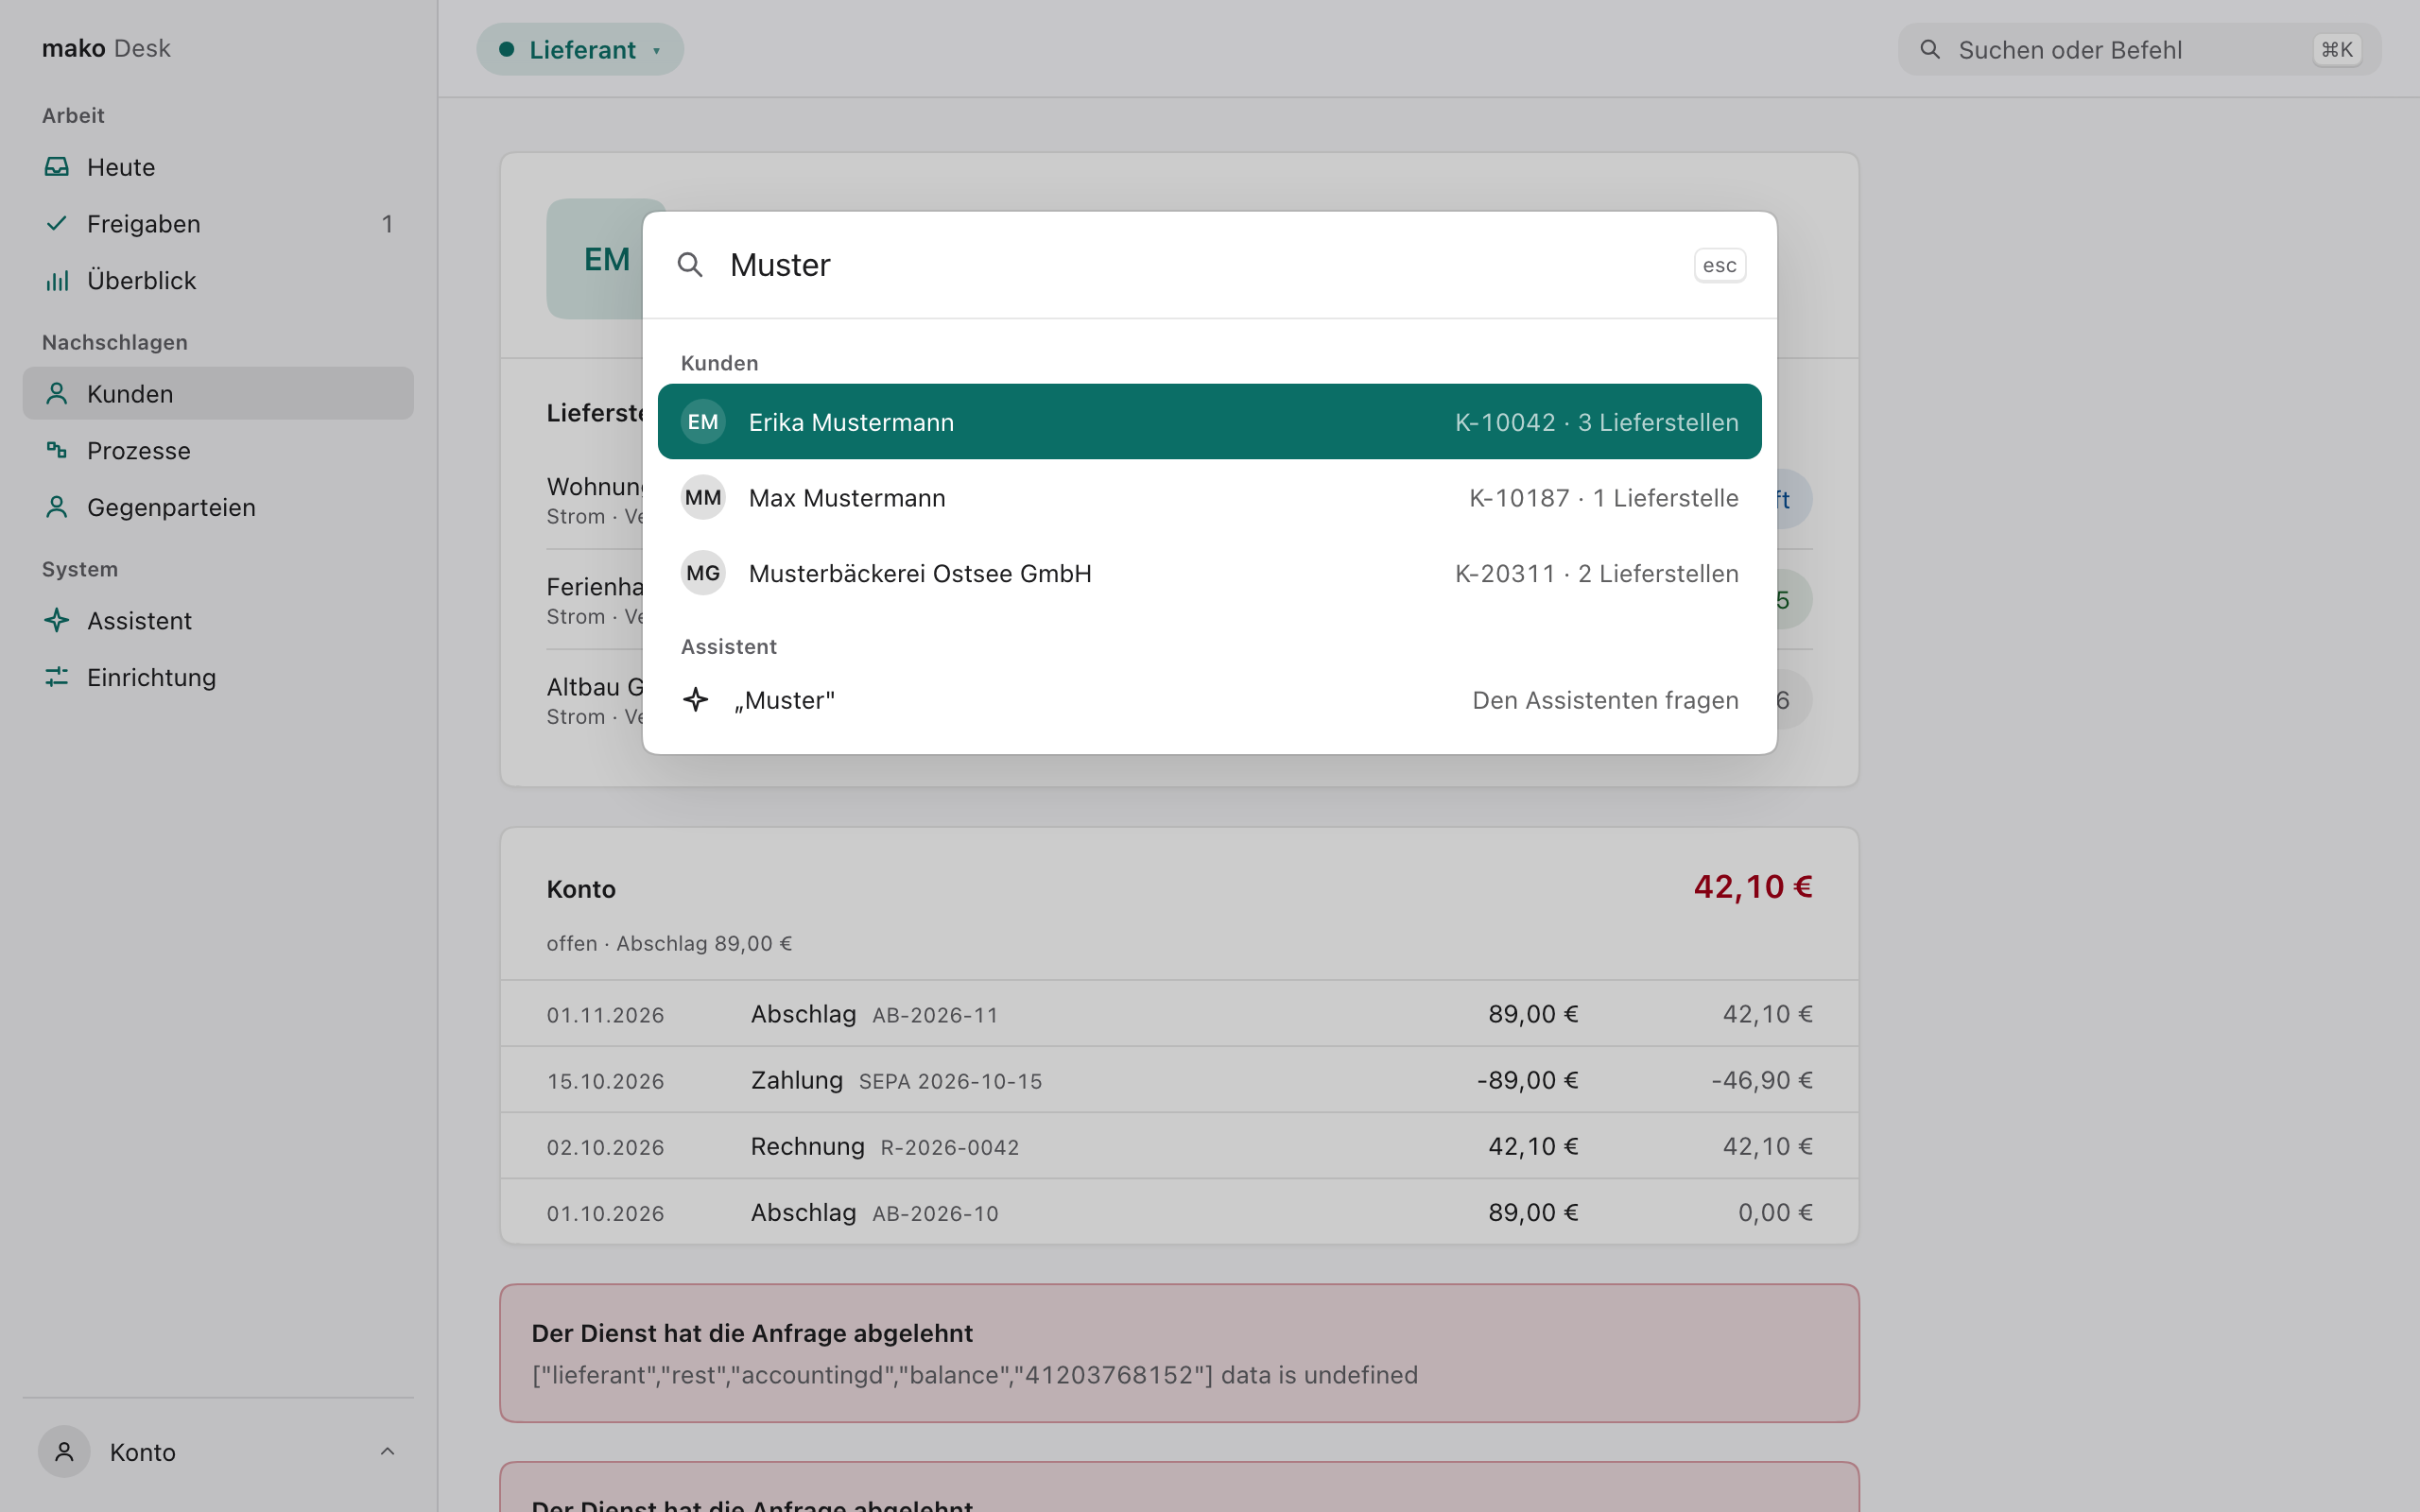 mako Desk
Arbeit
Heute
Freigaben 1
Überblick
Nachschlagen
Kunden
Prozesse
Gegenparteien
System
Assistent
Einrichtung
Konto
Lieferant
Suchen oder Befehl ⌘K
EM
Muster esc
Kunden
EM Erika Mustermann K-10042 · 3 Lieferstellen
MM Max Mustermann K-10187 · 1 Lieferstelle
MG Musterbäckerei Ostsee GmbH K-20311 · 2 Lieferstellen
Assistent
„Muster" Den Assistenten fragen
Strom
Strom
Altbau
Strom
Konto 42,10 €
offen · Abschlag 89,00 €
01.11.2026 Abschlag AB-2026-11 89,00 € 42,10 €
15.10.2026 Zahlung SEPA 2026-10-15 -89,00 € -46,90 €
02.10.2026 Rechnung R-2026-0042 42,10 € 42,10 €
01.10.2026 Abschlag AB-2026-10 89,00 € 0,00 €
Der Dienst hat die Anfrage abgelehnt
["lieferant","rest","accountingd","balance","41203768152"] data is undefined
Der Dienst hat die Anfrage abgelehnt